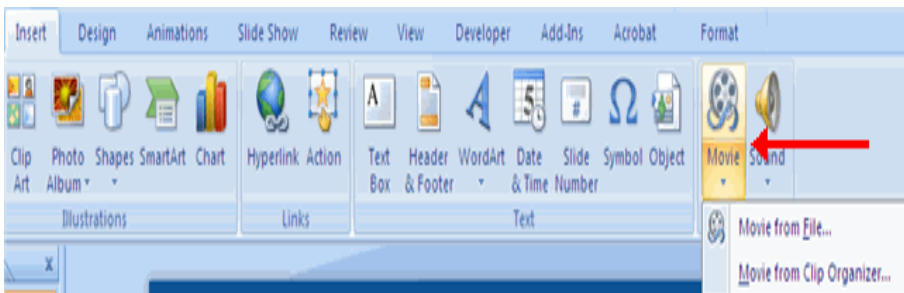 Insert Design Animations Slide Show Review View Developer Add-Ins Acrobat Format
A 5 # Ω
Clip Photo Shapes SmartArt Chart Hyperlink Action Text Header WordArt Date Slide Symbol Object Movie Sound
Art Album Box & Footer & Time Number
Illustrations Links Text
Movie from File...
X
Movie from Clip Organizer...